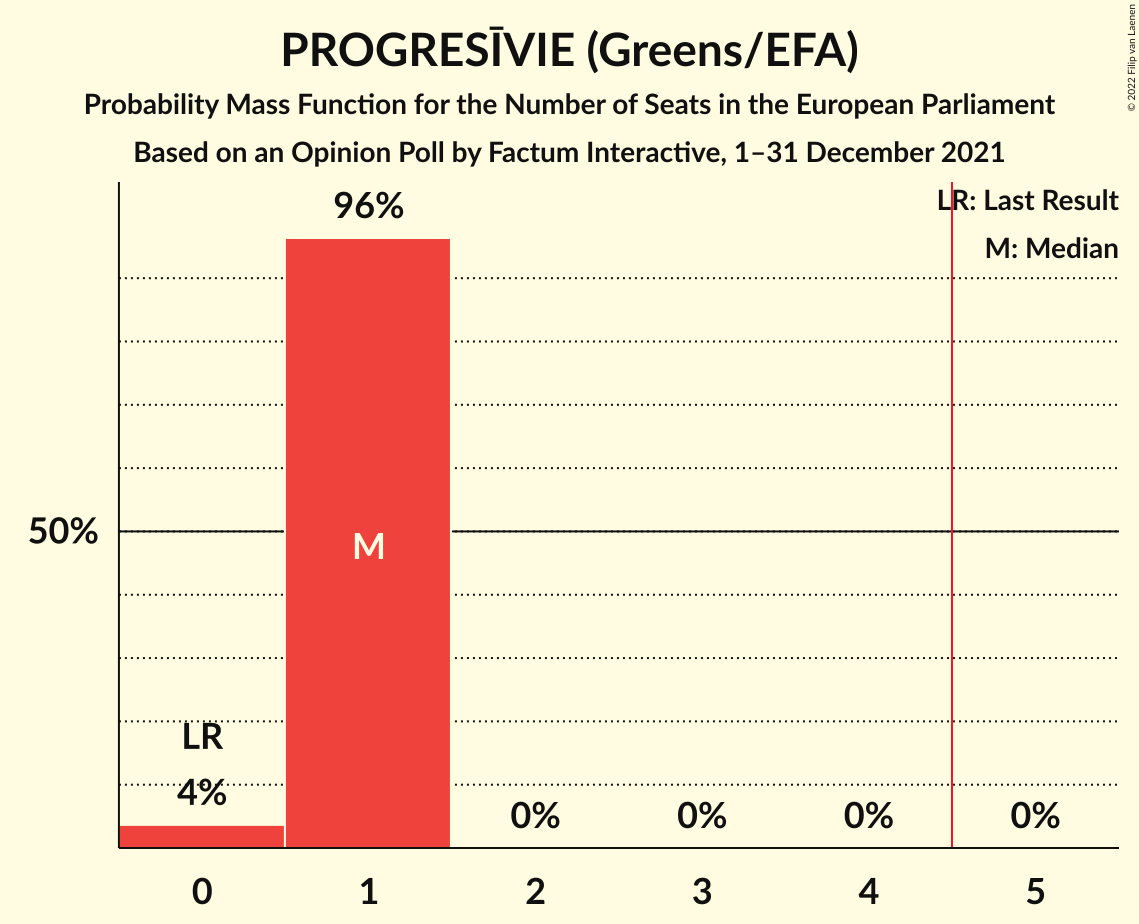 PROGRESĪVIE (Greens/EFA)
Probability Mass Function for the Number of Seats in the European Parliament
Based on an Opinion Poll by Factum Interactive, 1–31 December 2021
© 2022 Filip van Laenen
LR: Last Result
M: Median
96%
50%
M
LR
4%
0% 0% 0% 0%
0 1 2 3 4 5